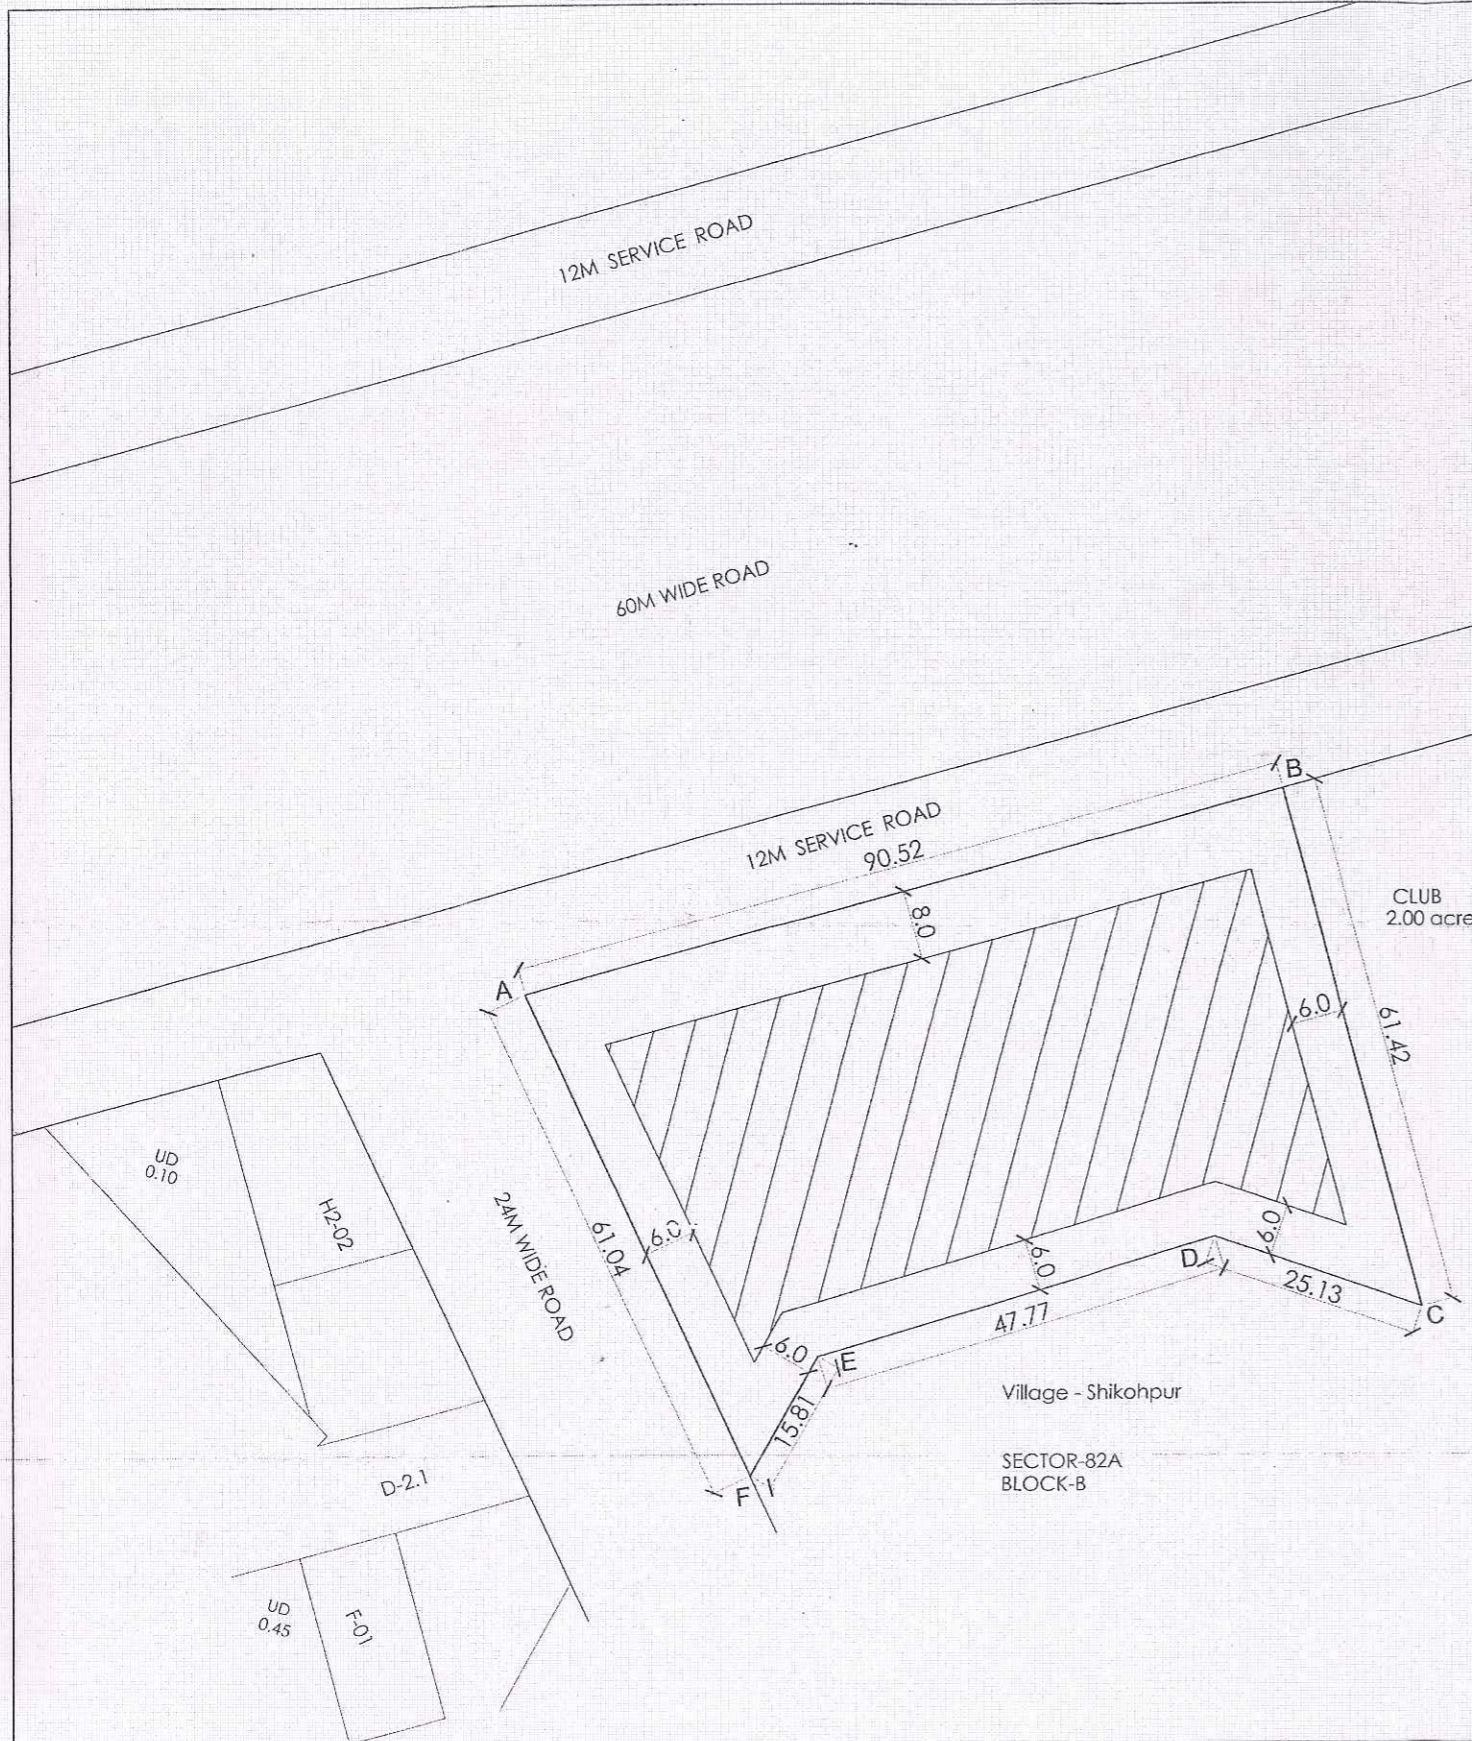 12M SERVICE ROAD
60M WIDE ROAD
12M SERVICE ROAD
90.52
B
A
8.0
CLUB
2.00 acre
6.0
61.42
UD
0.10
H2-02
24M WIDE ROAD
61.04
6.0
6.0
6.0
D
25.13
C
47.77
6.0
E
15.81
F
Village - Shikohpur
SECTOR-82A
BLOCK-B
D-2.1
UD
0.45
F-01